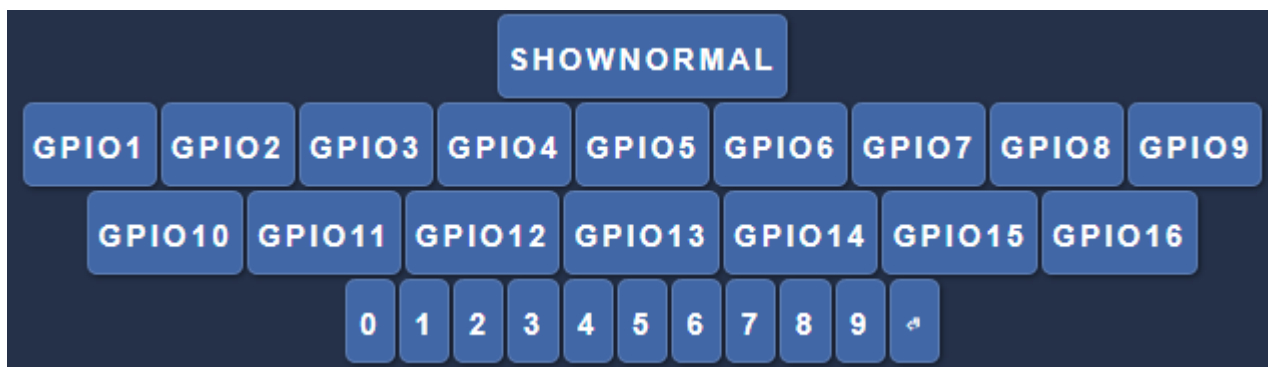 SHOWNORMAL
GPIO1 GPIO2 GPIO3 GPIO4 GPIO5 GPIO6 GPIO7 GPIO8 GPIO9
GPIO10 GPIO11 GPIO12 GPIO13 GPIO14 GPIO15 GPIO16
0 1 2 3 4 5 6 7 8 9 ⏎